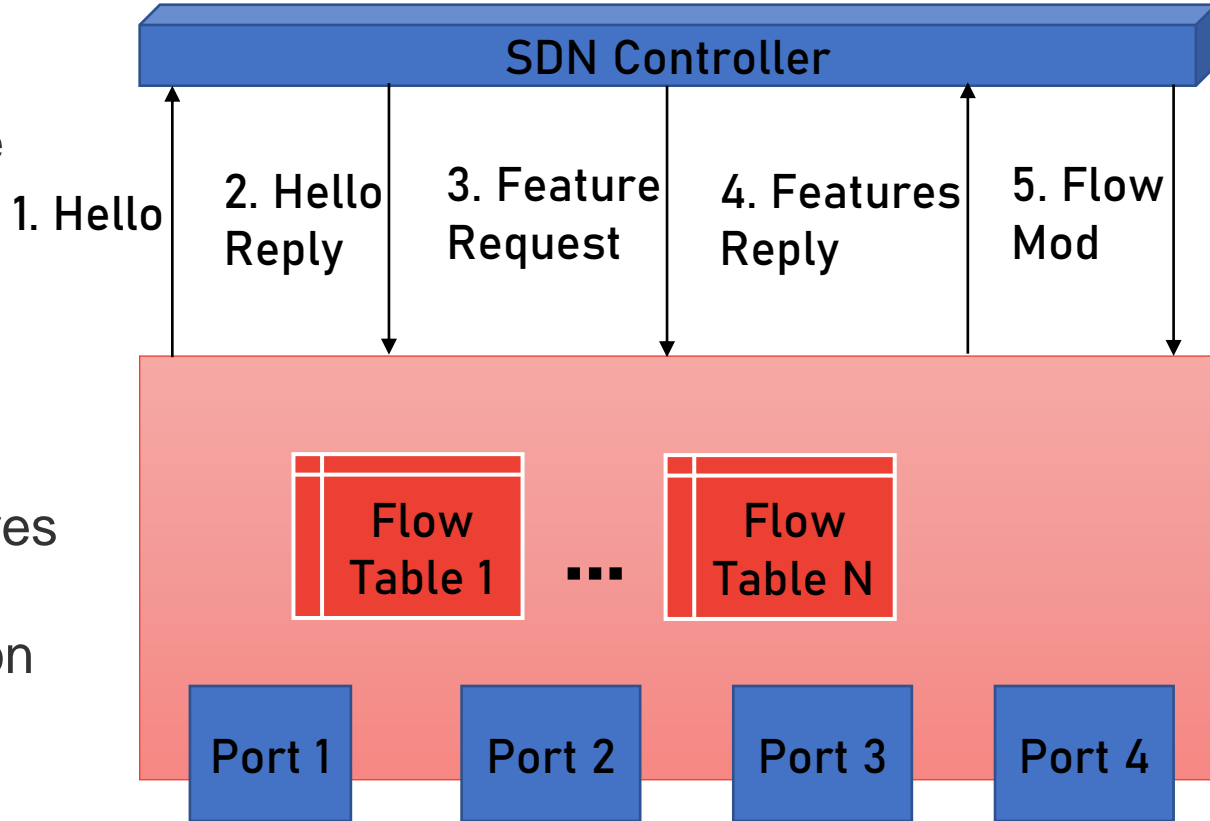 SDN Controller
1. Hello
2. Hello
Reply
3. Feature
Request
4. Features
Reply
5. Flow
Mod
Flow
Table 1
...
Flow
Table N
on
Port 1
Port 2
Port 3
Port 4